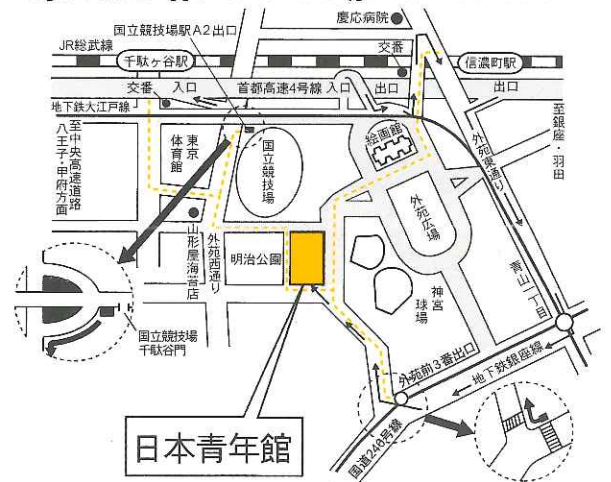 国立競技場駅A2出口
慶応病院
JR総武線
千駄ヶ谷駅
交番
信濃町駅
交番
入口
首都高速4号線
入口
出口
出口
地下鉄大江戸線
至中央高速道路
八王子・甲府方面
東京
体育館
国立競技場
絵画館
外苑東通り
至銀座・羽田
外苑広場
山形屋海苔店
外苑西通り
明治公園
神宮
球場
青山一丁目
国立競技場
千駄谷門
外苑前3番出口
地下鉄銀座線
国道246号線
日本青年館